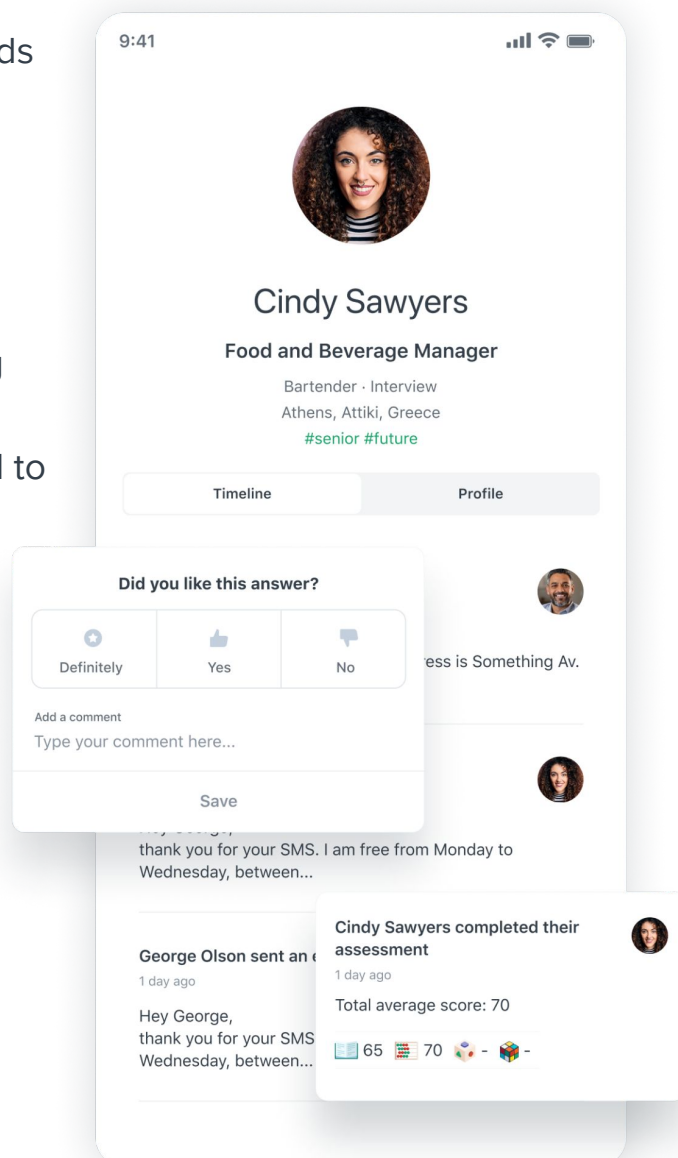 9:41
Cindy Sawyers
Food and Beverage Manager
Bartender · Interview
Athens, Attiki, Greece
#senior #future
to
Timeline
Profile
Did you like this answer?
Definitely
Yes
No
is Something Av.
Add a comment
Type your comment here...
Save
thank you for your SMS. I am free from Monday to
Wednesday, between...
George Olson sent an
1 day ago
Hey George,
thank you for your SMS
Wednesday, between...
Cindy Sawyers completed their
assessment
1 day ago
Total average score: 70
65 70 - -